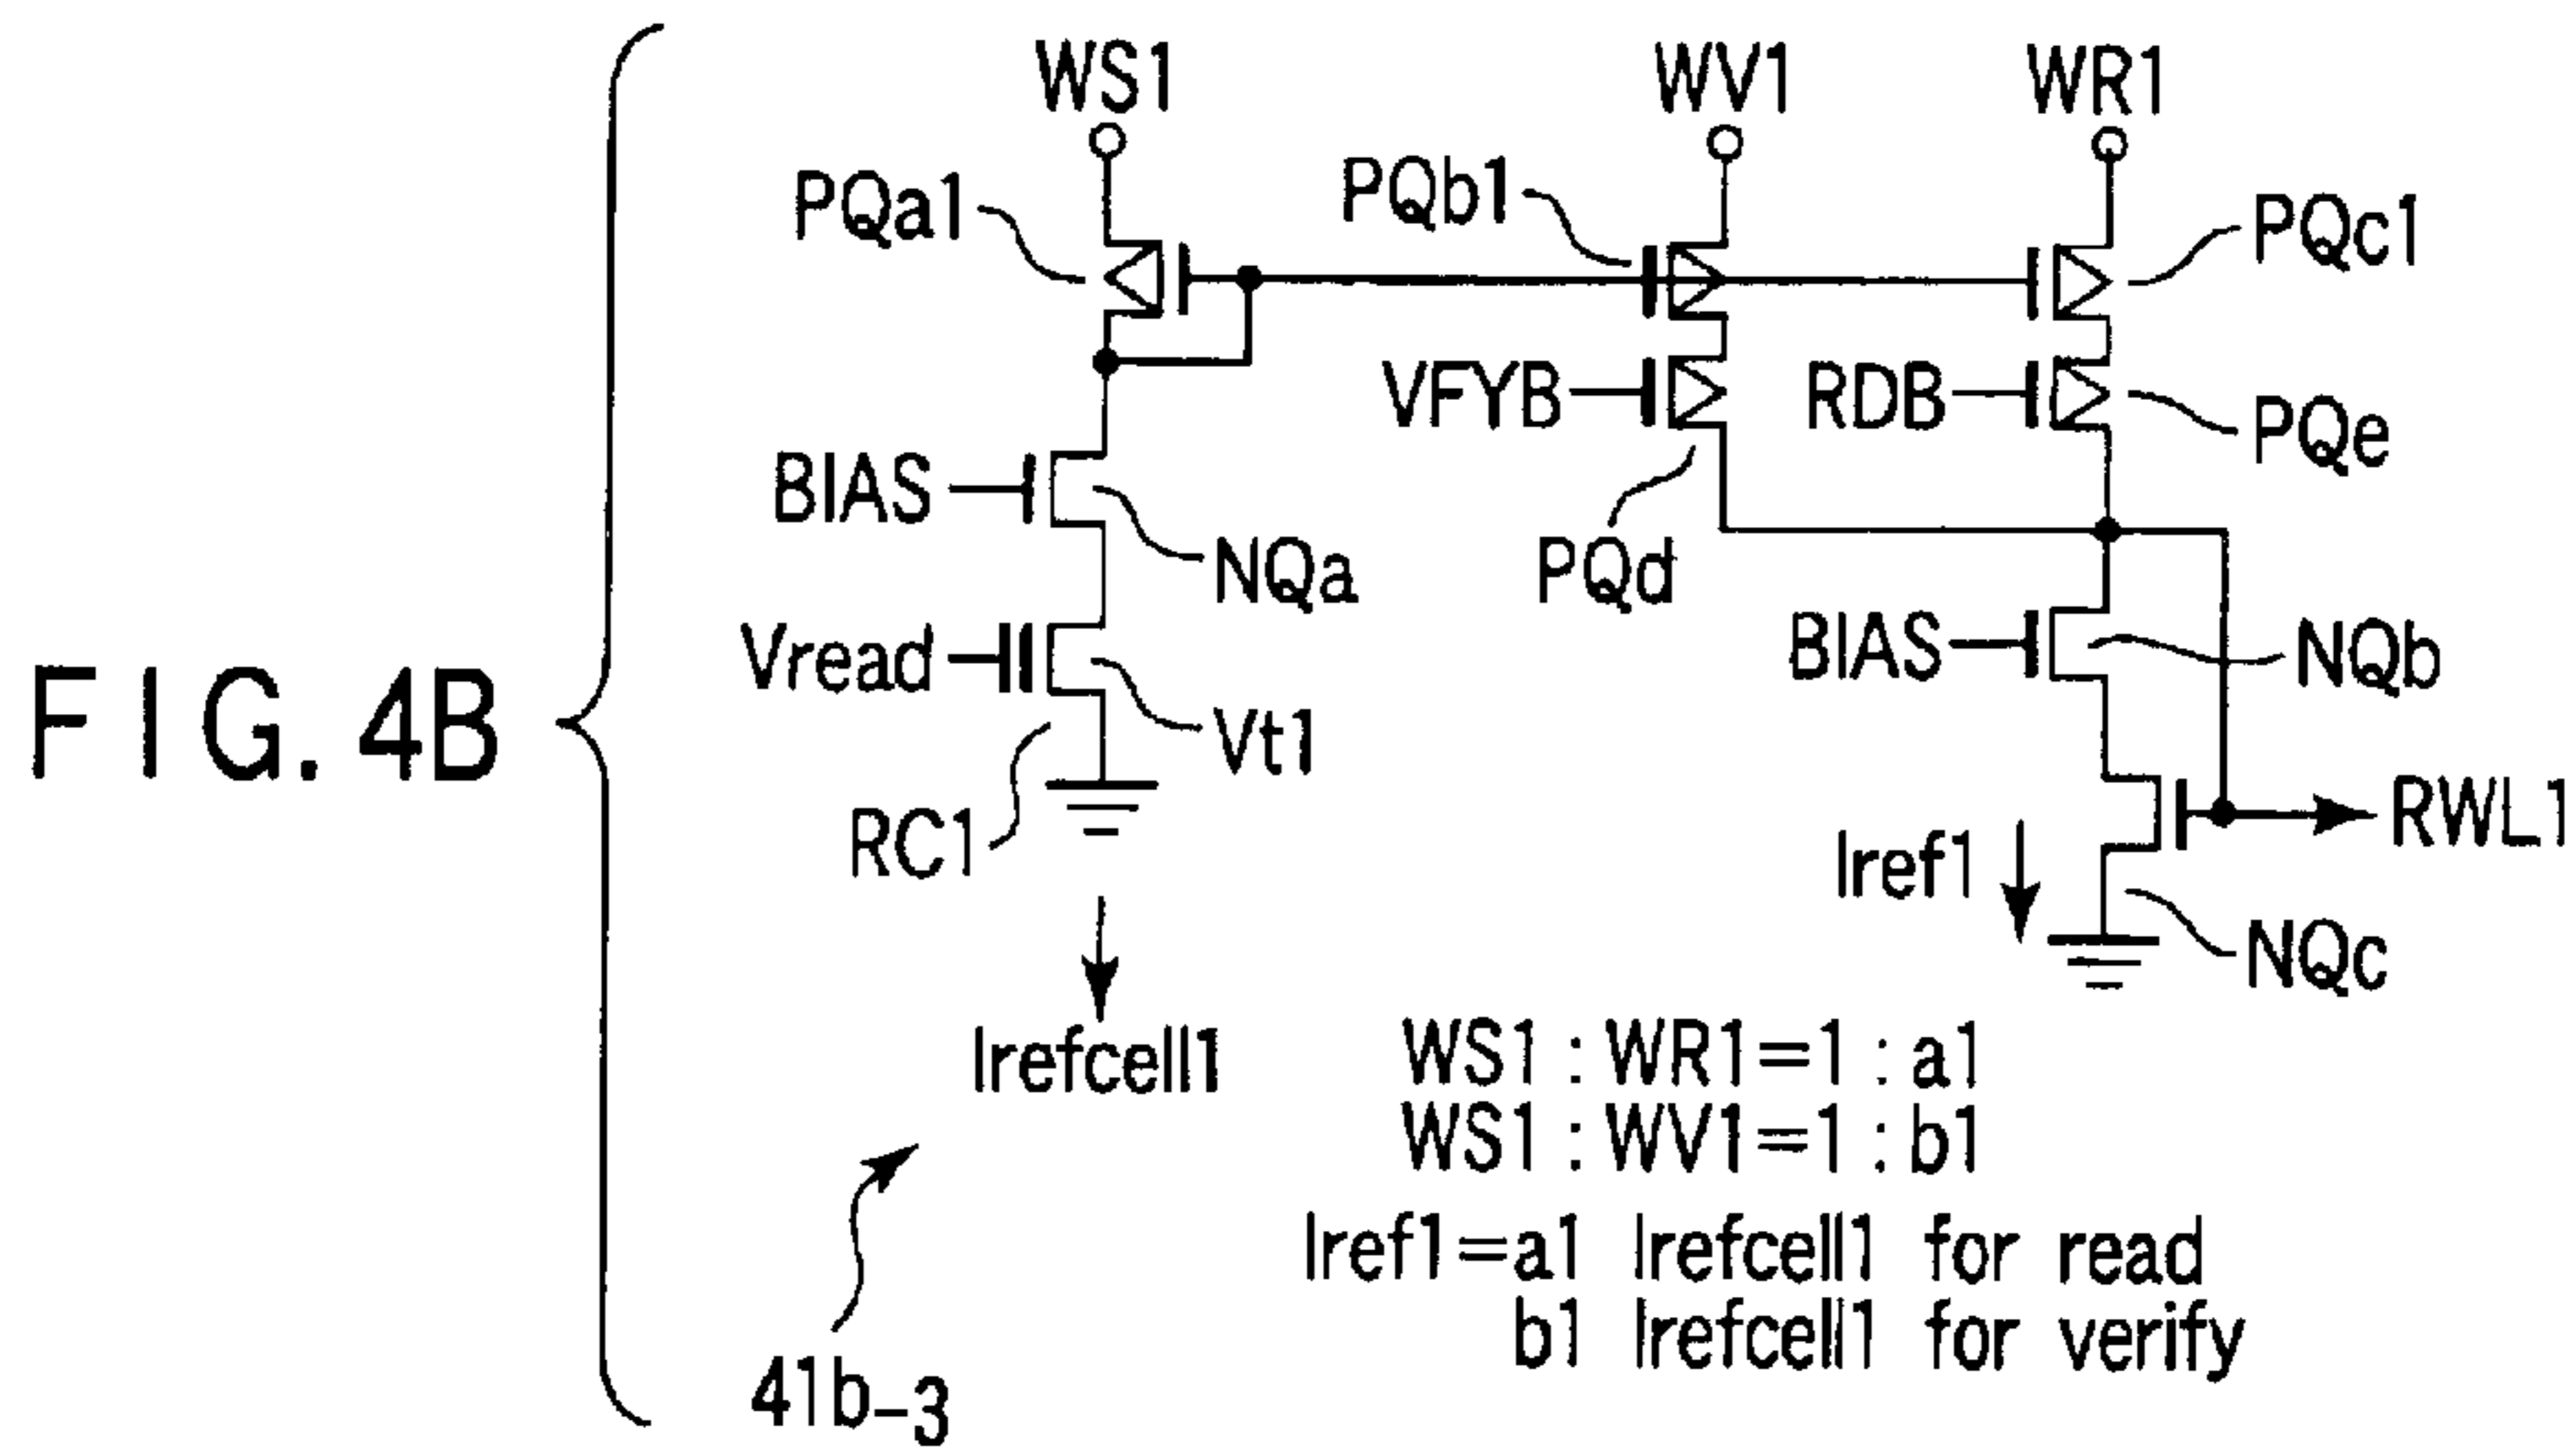 FIG. 4B
WS1
WV1
WR1
PQa1
PQb1
PQc1
VFYB
RDB
PQe
BIAS
NQa
PQd
BIAS
NQb
Vread
Vt1
RC1
RWL1
Iref1
NQc
Irefcell1
WS1 : WR1=1 : a1
WS1 : WV1=1 : b1
Iref1=a1 Irefcell1 for read
b1 Irefcell1 for verify
41b-3